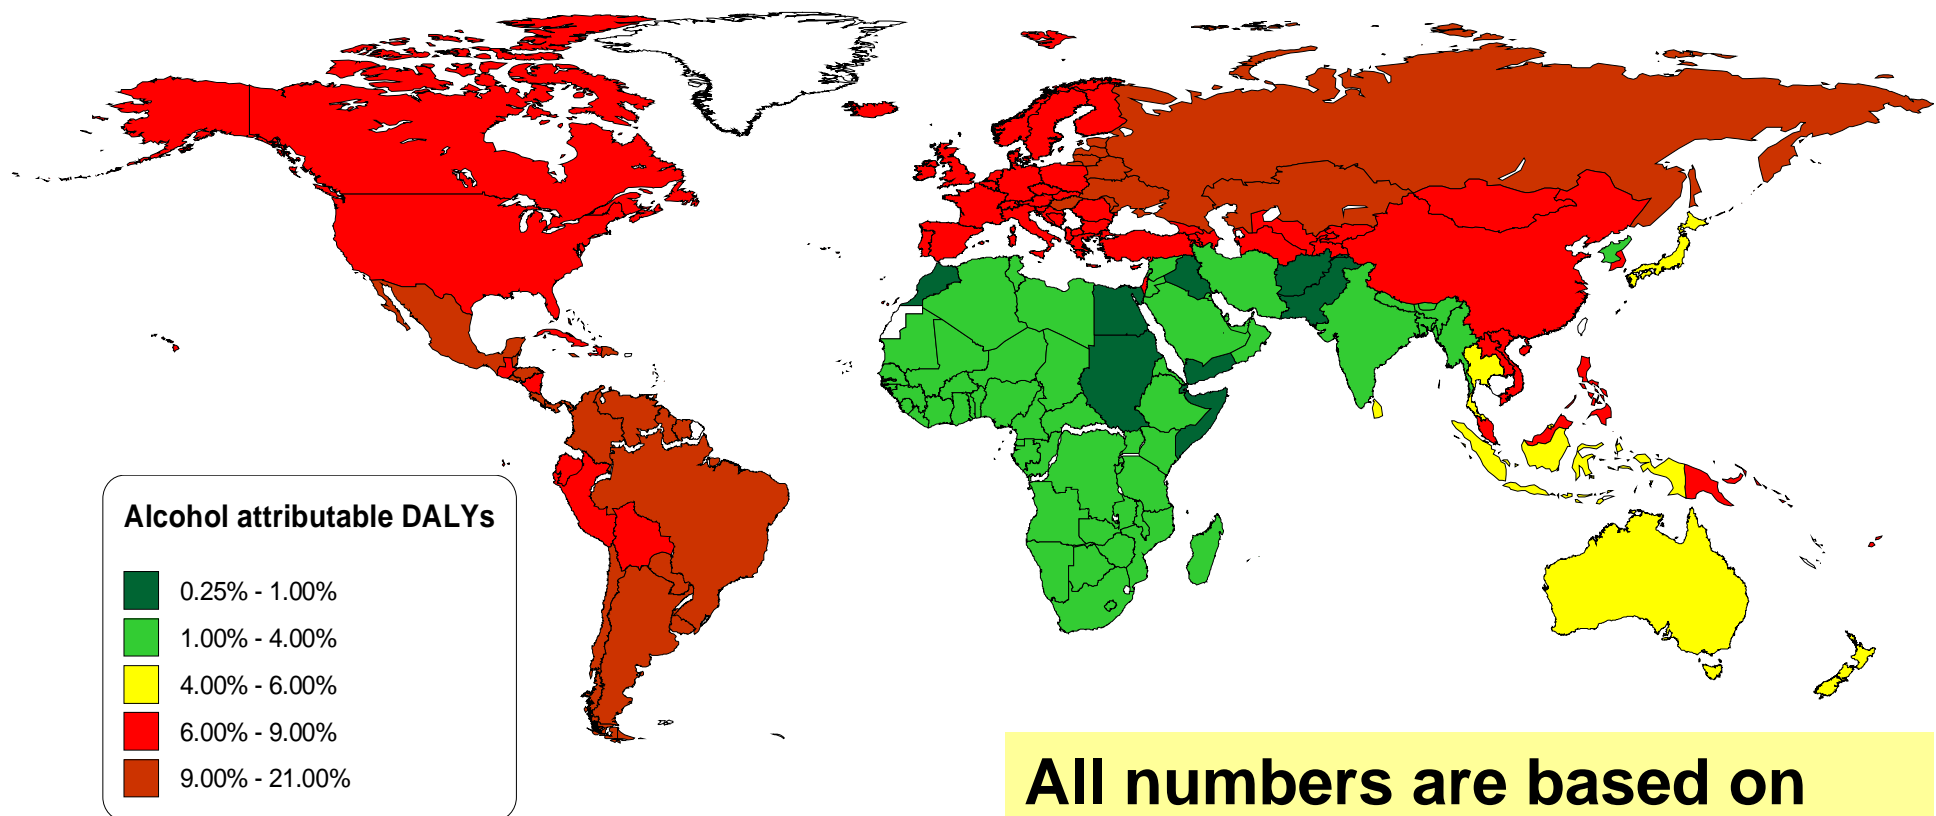 Alcohol attributable DALYs
0.25% - 1.00%
1.00% - 4.00%
4.00% - 6.00%
6.00% - 9.00%
9.00% - 21.00%
All numbers are based on